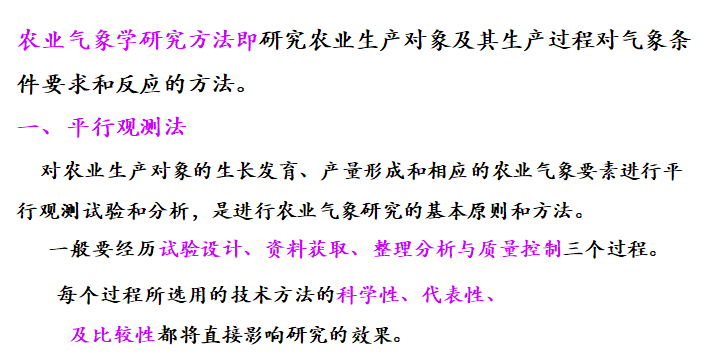 农业气象学研究方法即研究农业生产对象及其生产过程对气象条
件要求和反应的方法。
一、平行观测法
对农业生产对象的生长发育、产量形成和相应的农业气象要素进行平
行观测试验和分析，是进行农业气象研究的基本原则和方法。
一般要经历试验设计、资料获取、整理分析与质量控制三个过程。
每个过程所选用的技术方法的科学性、代表性、
及比较性都将直接影响研究的效果。